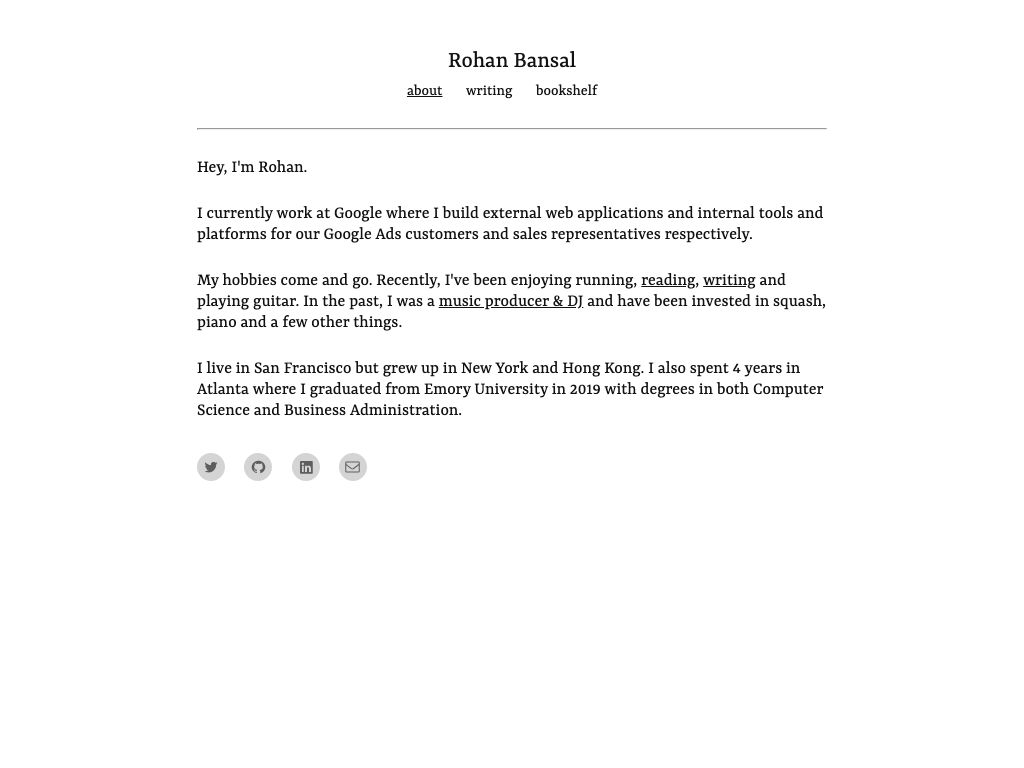 Rohan Bansal
about writing bookshelf
Hey, I'm Rohan.
I currently work at Google where I build external web applications and internal tools and
platforms for our Google Ads customers and sales representatives respectively.
My hobbies come and go. Recently, I've been enjoying running, reading, writing and
playing guitar. In the past, I was a music producer & DJ and have been invested in squash,
piano and a few other things.
I live in San Francisco but grew up in New York and Hong Kong. I also spent 4 years in
Atlanta where I graduated from Emory University in 2019 with degrees in both Computer
Science and Business Administration.